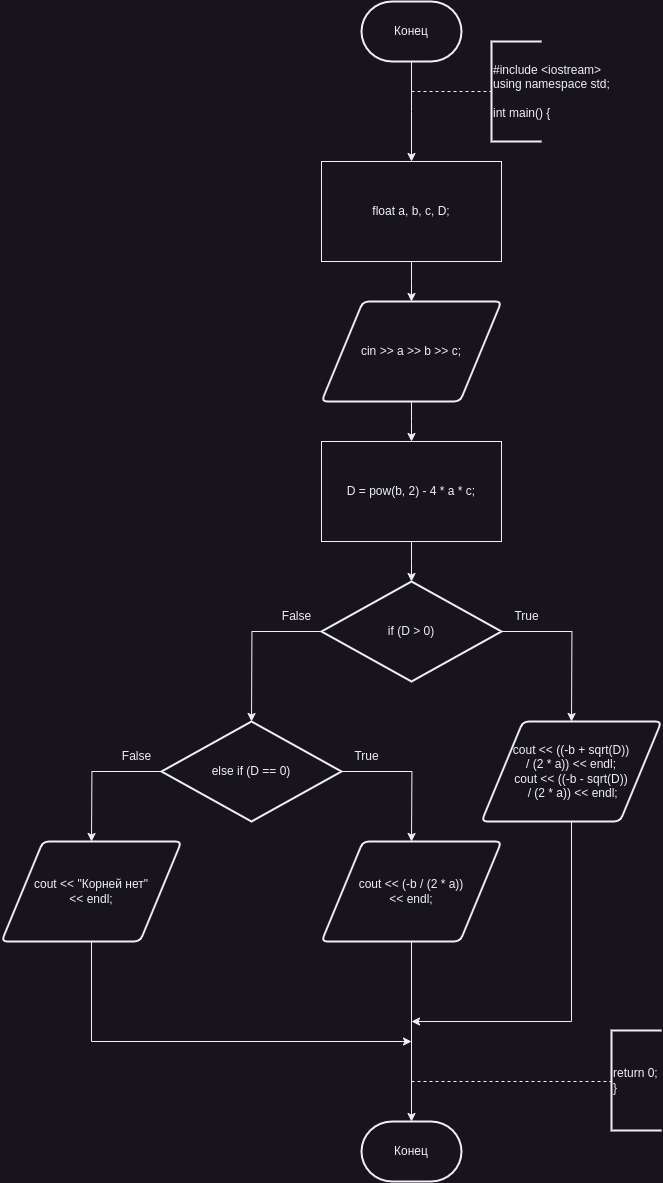 Конец
#include <iostream>
using namespace std;
int main() {
float a, b, c, D;
cin >> a >> b >> c;
D = pow(b, 2) - 4 * a * c;
False
True
if (D > 0)
False
True
else if (D == 0)
cout << ((-b + sqrt(D))
/ (2 * a)) << endl;
cout << ((-b - sqrt(D))
/ (2 * a)) << endl;
cout << "Корней нет"
<< endl;
cout << (-b / (2 * a))
<< endl;
return 0;
}
Конец